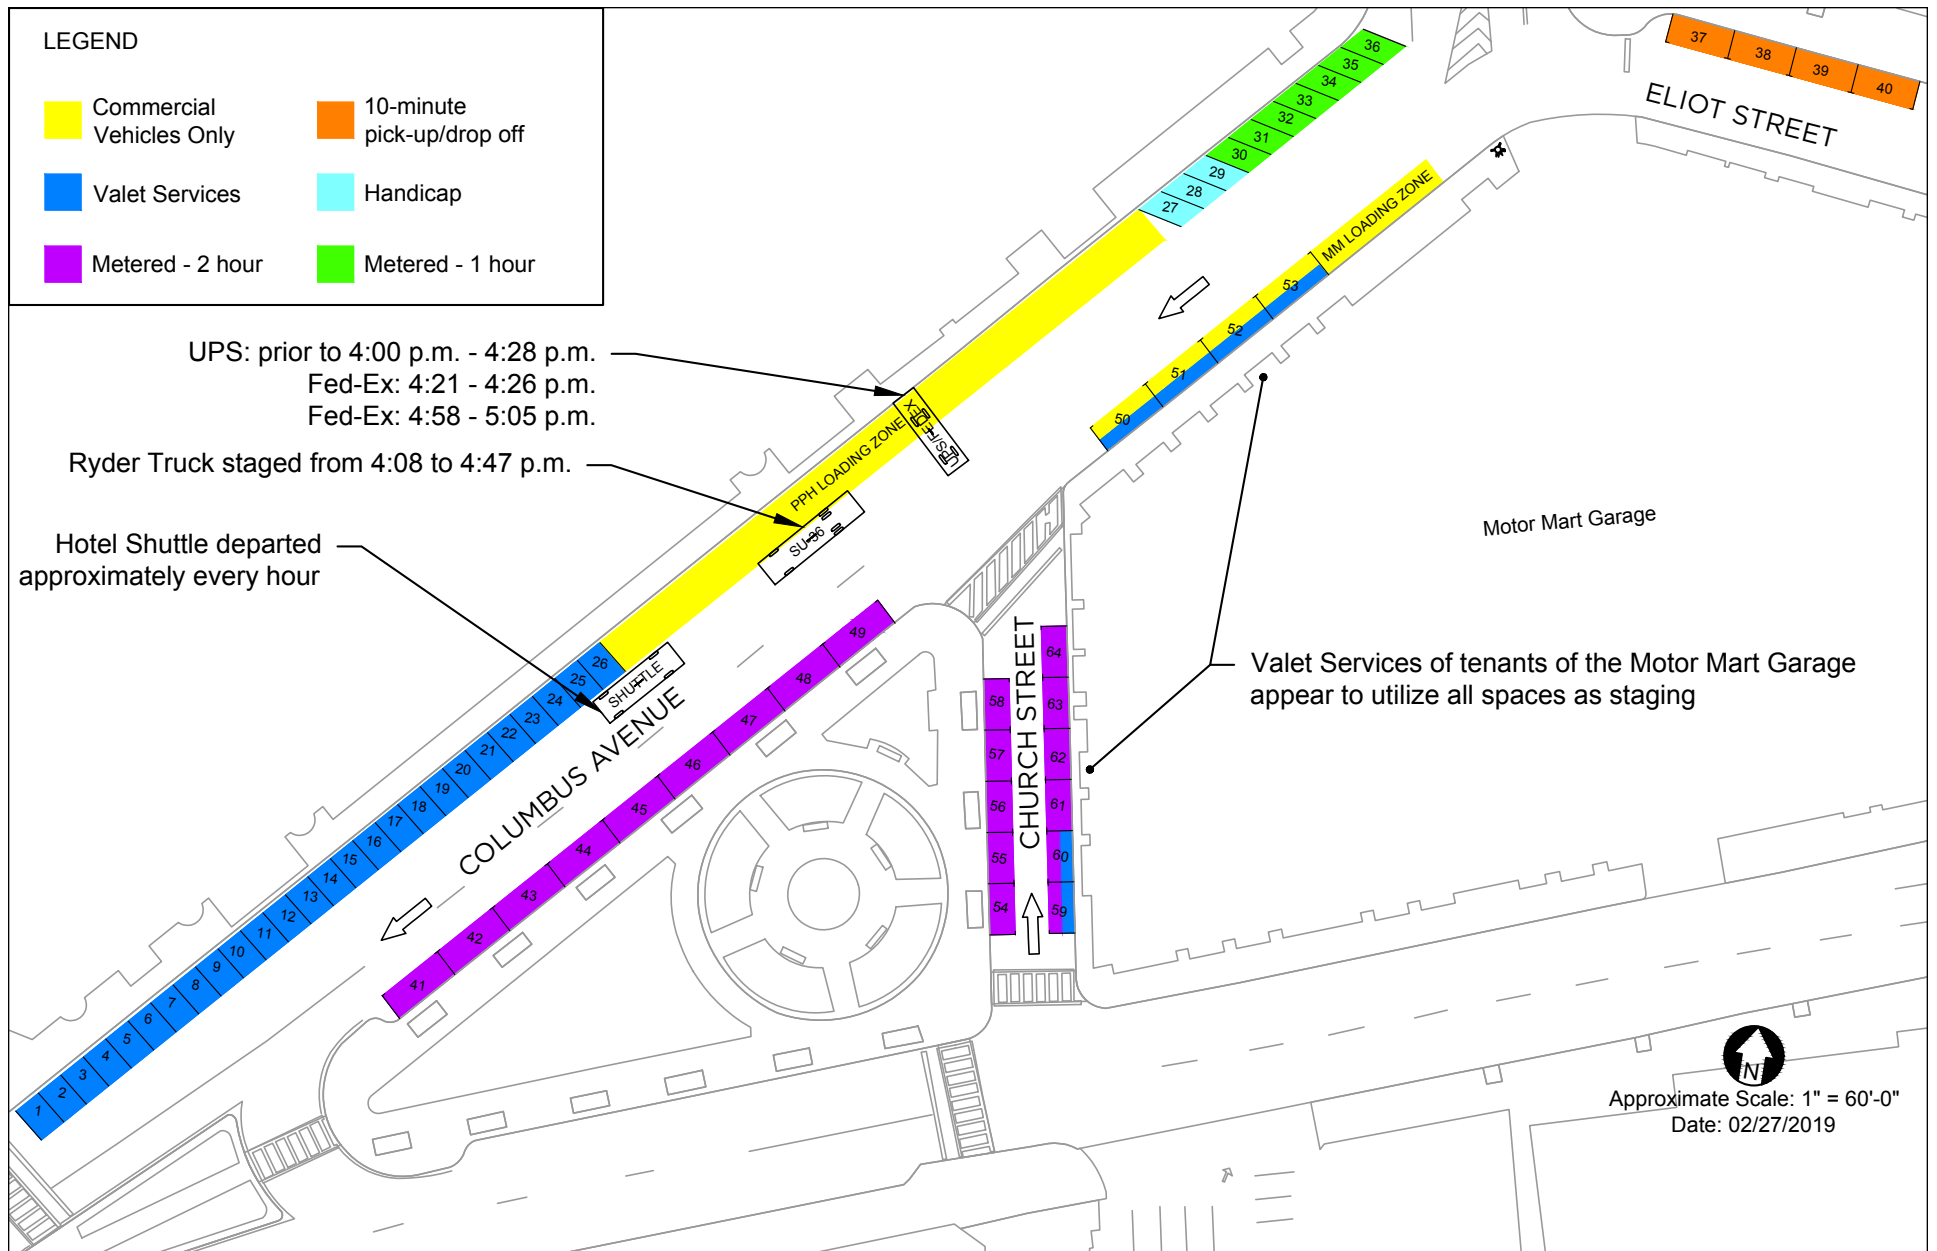 LEGEND
Commercial
Vehicles Only
10-minute
pick-up/drop off
Valet Services
Handicap
Metered - 2 hour
Metered - 1 hour
UPS: prior to 4:00 p.m. - 4:28 p.m.
Fed-Ex: 4:21 - 4:26 p.m.
Fed-Ex: 4:58 - 5:05 p.m.
Ryder Truck staged from 4:08 to 4:47 p.m.
Hotel Shuttle departed
approximately every hour
1
2
3
4
5
6
7
8
9
10
11
12
13
14
15
16
17
18
19
20
21
22
23
24
25
26
PPH LOADING ZONE
UPS/FEDEX
SU-36
SHUTTLE
27
28
29
30
31
32
33
34
35
36
37
38
39
40
ELIOT STREET
MM LOADING ZONE
53
52
51
50
COLUMBUS AVENUE
41
42
43
44
45
46
47
48
49
CHURCH STREET
58
57
56
55
54
64
63
62
61
60
59
Motor Mart Garage
Valet Services of tenants of the Motor Mart Garage
appear to utilize all spaces as staging
N
Approximate Scale: 1" = 60'-0"
Date: 02/27/2019